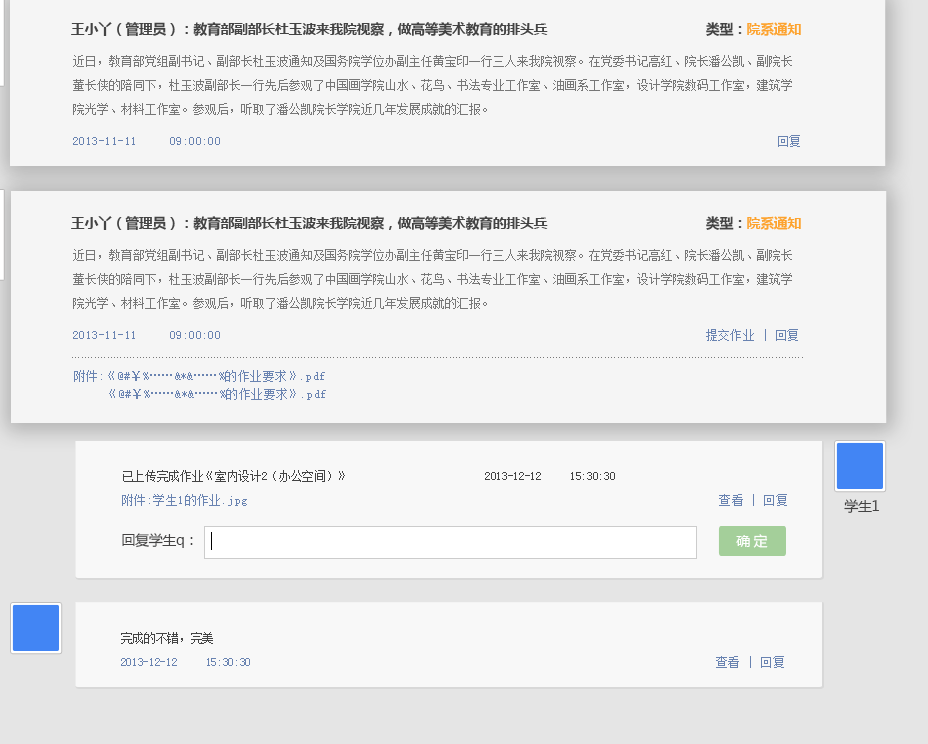 王小丫（管理员）：教育部副部长杜玉波来我院视察，做高等美术教育的排头兵 类型：院系通知
近日，教育部党组副书记、副部长杜玉波通知及国务院学位办副主任黄宝印一行三人来我院视察。在党委书记高红、院长潘公凯、副院长
董长侠的陪同下，杜玉波副部长一行先后参观了中国画学院山水、花鸟、书法专业工作室、油画系工作室，设计学院数码工作室，建筑学
院光学、材料工作室。参观后，听取了潘公凯院长学院近几年发展成就的汇报。
2013-11-11 09:00:00 回复
王小丫（管理员）：教育部副部长杜玉波来我院视察，做高等美术教育的排头兵 类型：院系通知
近日，教育部党组副书记、副部长杜玉波通知及国务院学位办副主任黄宝印一行三人来我院视察。在党委书记高红、院长潘公凯、副院长
董长侠的陪同下，杜玉波副部长一行先后参观了中国画学院山水、花鸟、书法专业工作室、油画系工作室，设计学院数码工作室，建筑学
院光学、材料工作室。参观后，听取了潘公凯院长学院近几年发展成就的汇报。
2013-11-11 09:00:00 提交作业 | 回复
附件:《@#￥%······&*&······%的作业要求》.pdf
《@#￥%······&*&······%的作业要求》.pdf
已上传完成作业《室内设计2（办公空间）》 2013-12-12 15:30:30
附件:学生1的作业.jpg 查看 | 回复
学生1
回复学生q： 确 定
完成的不错，完美
2013-12-12 15:30:30 查看 | 回复